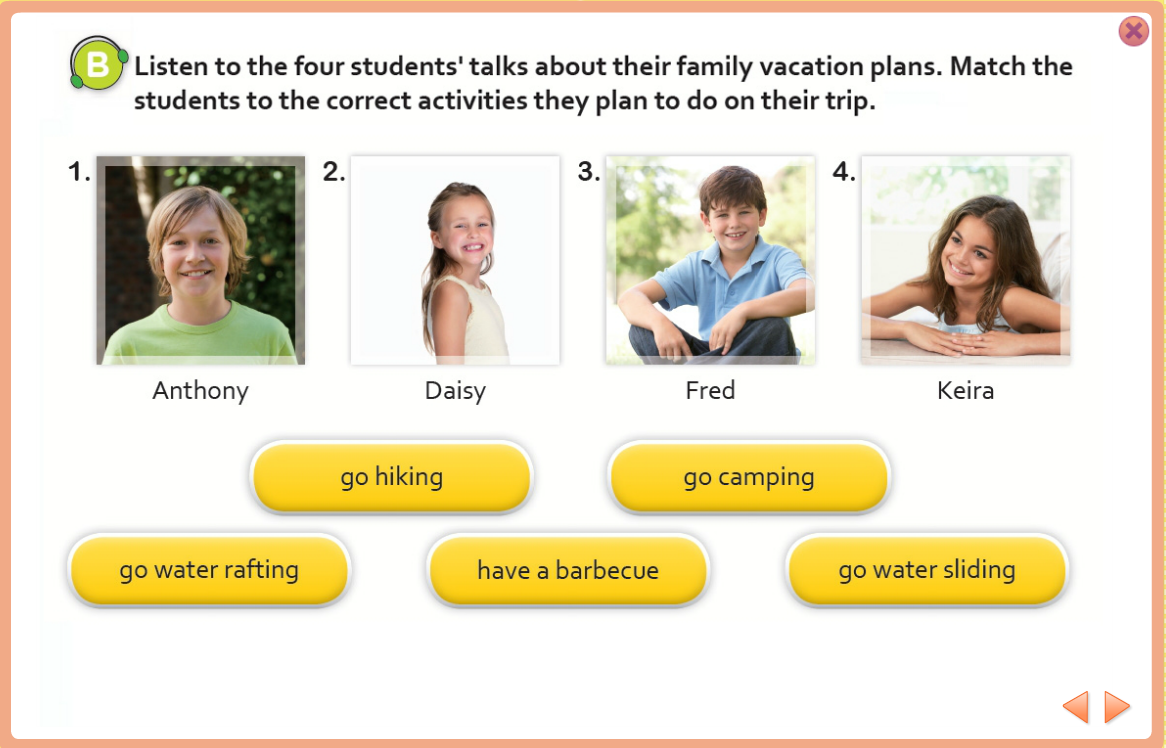 B
Listen to the four students' talks about their family vacation plans. Match the
students to the correct activities they plan to do on their trip.
1. 2. 3. 4.
Anthony Daisy Fred Keira
go hiking go camping
go water rafting have a barbecue go water sliding